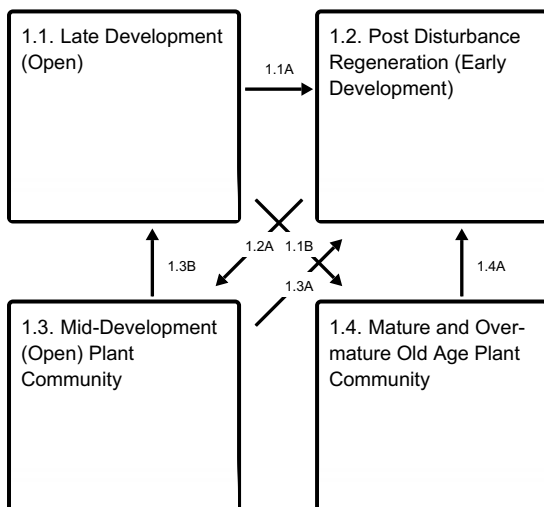 1.1. Late Development
(Open)
1.1A
1.2. Post Disturbance
Regeneration (Early
Development)
1.2A
1.1B
1.3B
1.3A
1.4A
1.3. Mid-Development
(Open) Plant
Community
1.4. Mature and Over-
mature Old Age Plant
Community